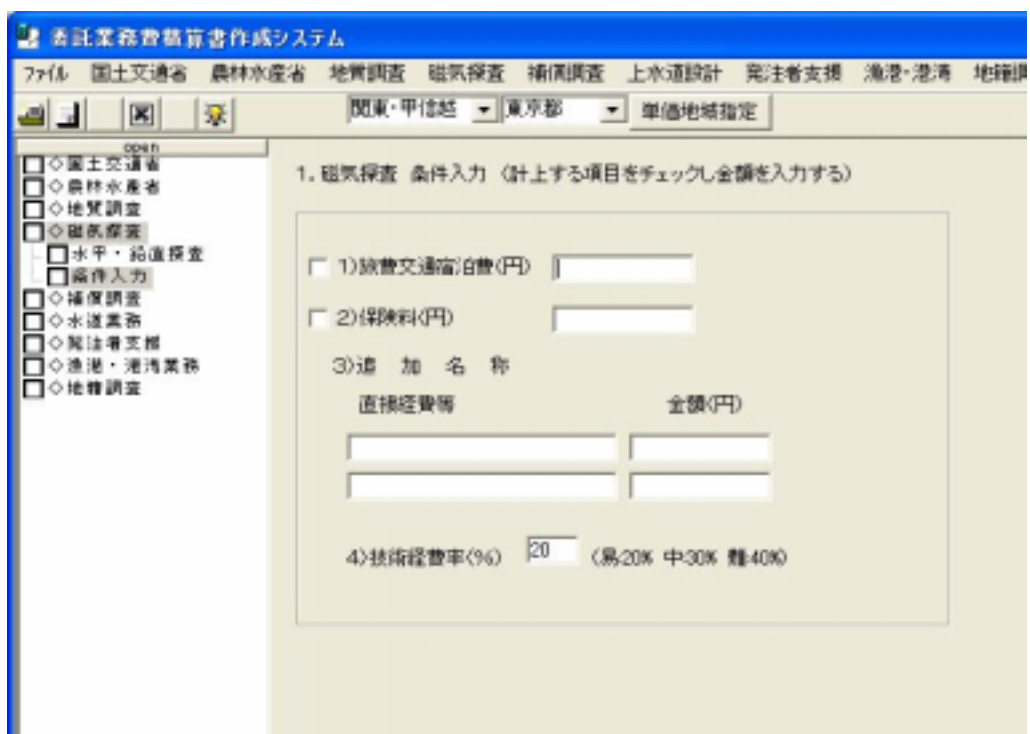 委託業務費積算書作成システム
ファイル 国土交通省 農林水産省 地質調査 磁気探査 補償調査 上水道設計 発注者支援 漁港・港湾 地籍調
関東・甲信越 東京都 単価地域指定
open
◇国土交通省
◇農林水産省
◇地質調査
◇磁気探査
水平・鉛直探査
条件入力
◇補償調査
◇水道業務
◇発注者支援
◇漁港・港湾業務
◇地籍調査
1. 磁気探査 条件入力 (計上する項目をチェックし金額を入力する)
1)旅費交通宿泊費(円)
2)保険料(円)
3)追 加 名 称
直接経費等 金額(円)
4)技術経費率(%) 20 (易:20% 中:30% 難:40%)